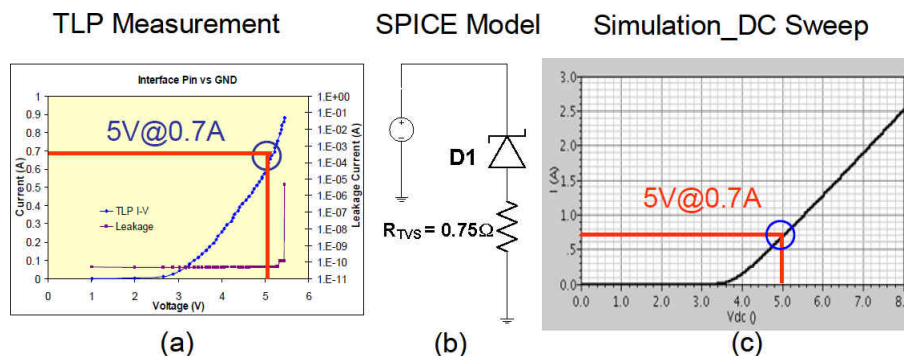 TLP Measurement
SPICE Model
Simulation_DC Sweep
Interface Pin vs GND
Current (A)
1
0.9
0.8
0.7
0.6
0.5
0.4
0.3
0.2
0.1
0
5V@0.7A
TLP I-V
Leakage
1.E+00
1.E-01
1.E-02
1.E-03
1.E-04
1.E-05
1.E-06
1.E-07
1.E-08
1.E-09
1.E-10
1.E-11
Leakage Current (A)
0 1 2 3 4 5 6
Voltage (V)
(a)
+
-
D1
RTVS = 0.75Ω
(b)
I (A)
3.0
2.5
2.0
1.5
1.0
.5
0.0
5V@0.7A
0.0 1.0 2.0 3.0 4.0 5.0 6.0 7.0 8.0
Vdc ()
(c)